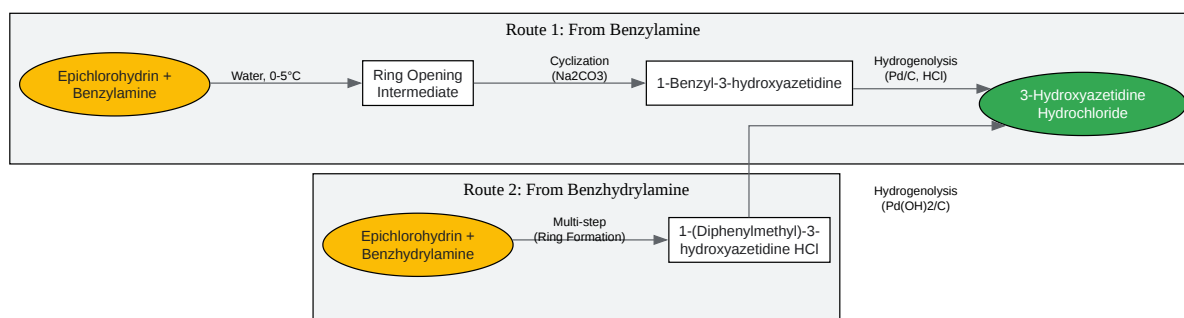 Route 1: From Benzylamine
Epichlorohydrin +
Benzylamine
Water, 0-5°C
Ring Opening
Intermediate
Cyclization
(Na2CO3)
1-Benzyl-3-hydroxyazetidine
Hydrogenolysis
(Pd/C, HCl)
3-Hydroxyazetidine
Hydrochloride
Route 2: From Benzhydrylamine
Epichlorohydrin +
Benzhydrylamine
Multi-step
(Ring Formation)
1-(Diphenylmethyl)-3-
hydroxyazetidine HCl
Hydrogenolysis
(Pd(OH)2/C)